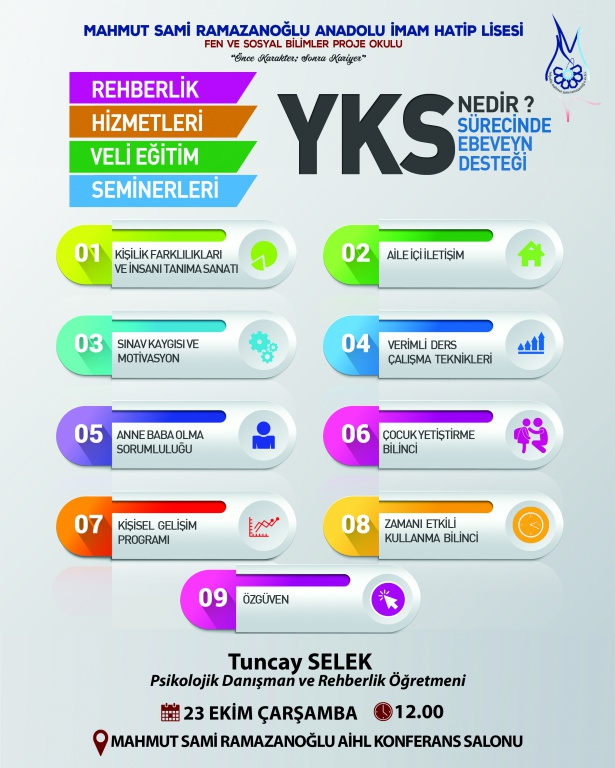 MAHMUT SAMİ RAMAZANOĞLU ANADOLU İMAM HATİP LİSESİ
FEN VE SOSYAL BİLİMLER PROJE OKULU
"Önce Karakter; Sonra Kariyer"
REHBERLİK
HİZMETLERİ
VELİ EĞİTİM
SEMİNERLERİ
YKS
NEDİR ?
SÜRECİNDE
EBEVEYN
DESTEĞİ
01
KİŞİLİK FARKLILIKLARI
VE İNSANI TANIMA SANATI
02
AİLE İÇİ İLETİŞİM
03
SINAV KAYGISI VE
MOTİVASYON
04
VERİMLİ DERS
ÇALIŞMA TEKNİKLERİ
05
ANNE BABA OLMA
SORUMLULUĞU
06
ÇOCUK YETİŞTİRME
BİLİNCİ
07
KİŞİSEL GELİŞİM
PROGRAMI
08
ZAMANI ETKİLİ
KULLANMA BİLİNCİ
09
ÖZGÜVEN
Tuncay SELEK
Psikolojik Danışman ve Rehberlik Öğretmeni
23 EKİM ÇARŞAMBA 12.00
MAHMUT SAMİ RAMAZANOĞLU AİHL KONFERANS SALONU